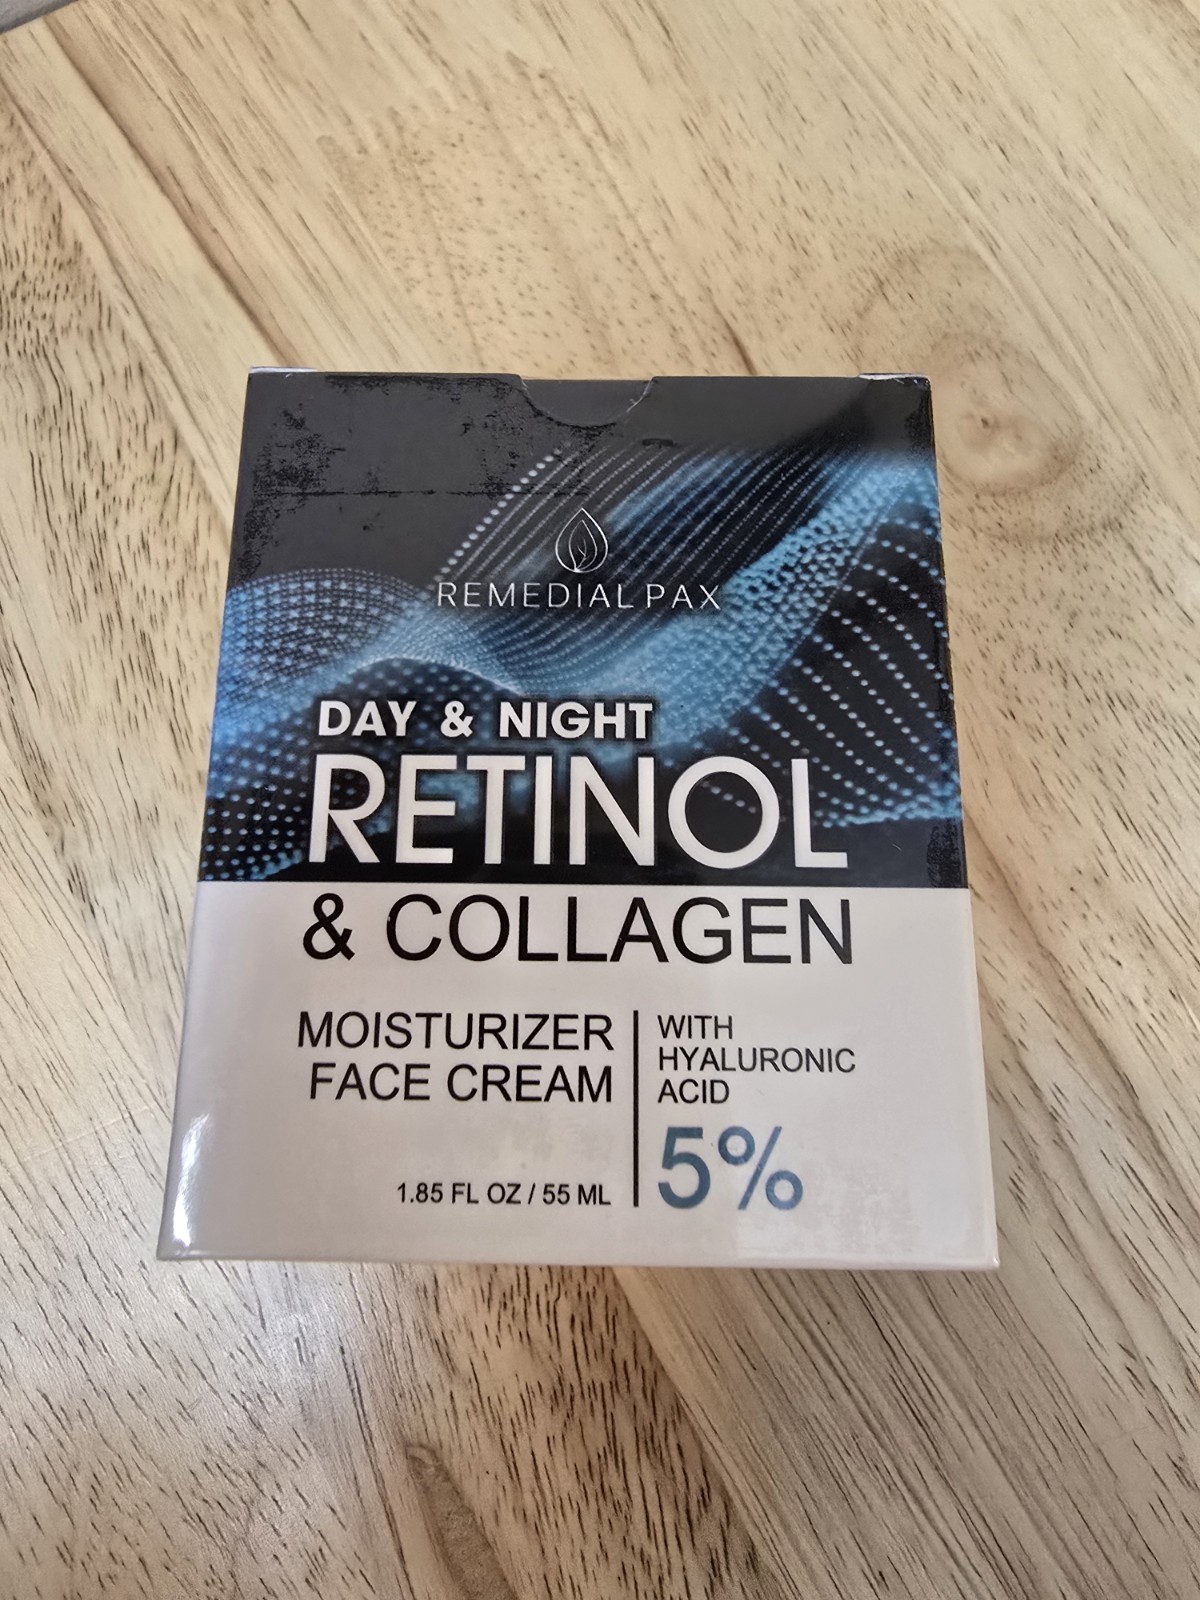 REMEDIAL PAX
DAY & NIGHT
RETINOL
& COLLAGEN
MOISTURIZER
FACE CREAM
1.85 FL OZ / 55 ML
WITH
HYALURONIC
ACID
5%